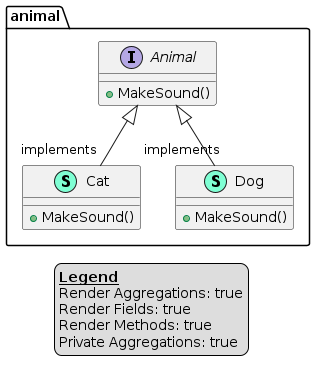 animal
I Animal
MakeSound()
implements
implements
S Cat
S Dog
MakeSound()
MakeSound()
Legend
Render Aggregations: true
Render Fields: true
Render Methods: true
Private Aggregations: true